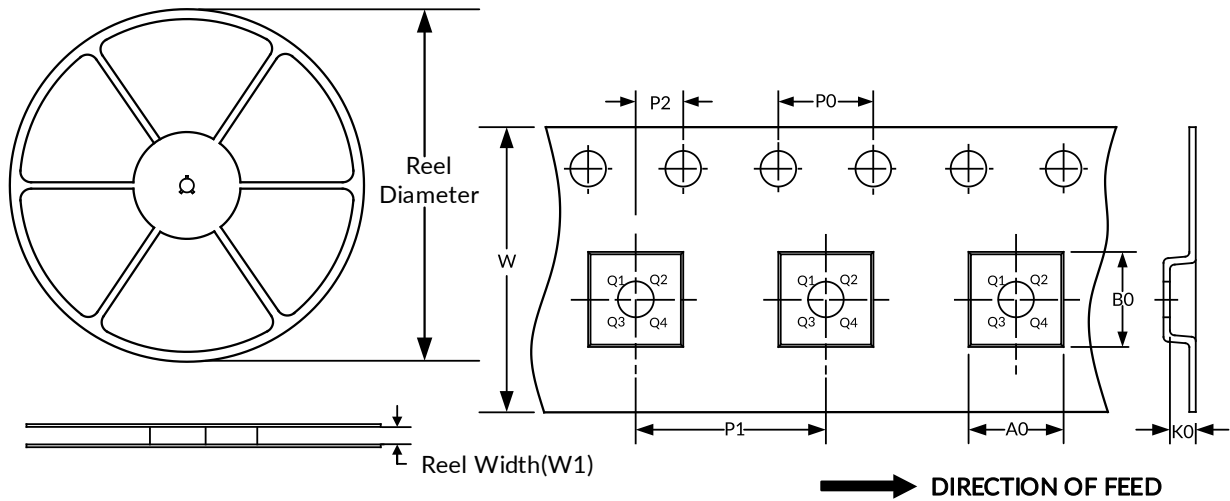 Reel
Diameter
Reel Width(W1)
P2
P0
W
Q1 Q2
Q3 Q4
Q1 Q2
Q3 Q4
Q1 Q2
Q3 Q4
B0
P1
A0
K0
DIRECTION OF FEED